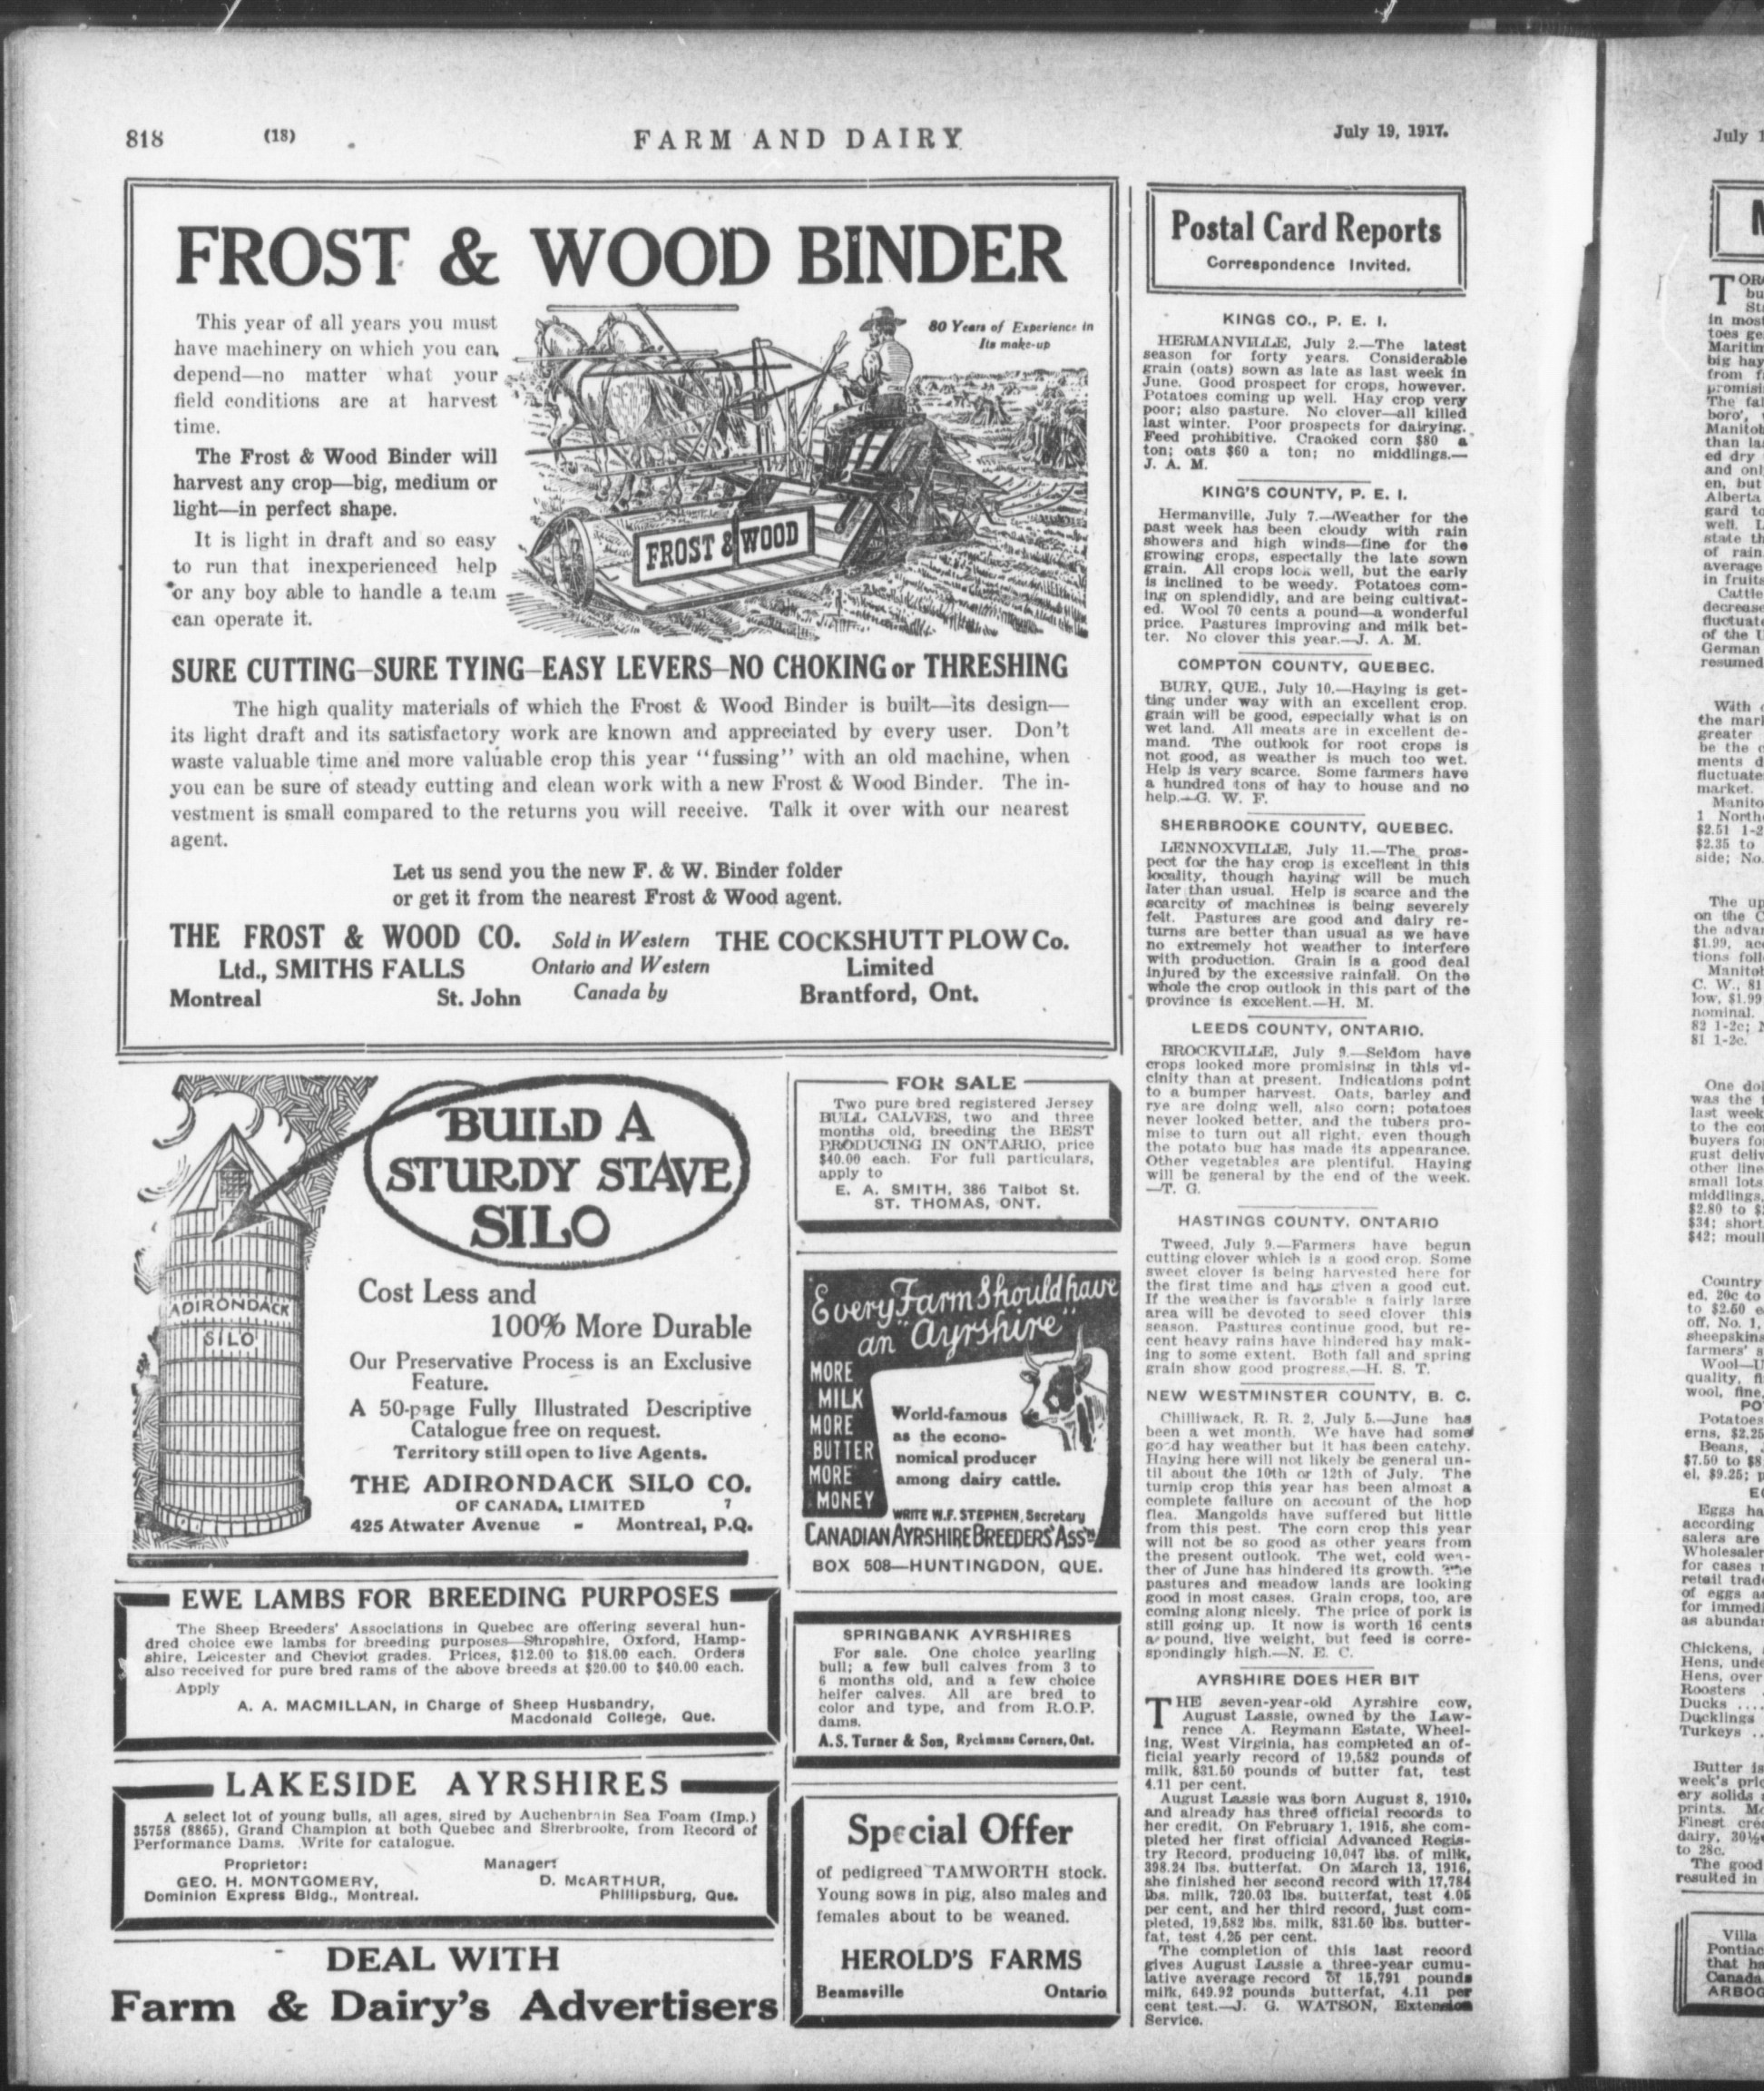 818 (18) FARM AND DAIRY July 19, 1917.
FROST & WOOD BINDER
This year of all years you must
have machinery on which you can
depend—no matter what your
field conditions are at harvest
time.
The Frost & Wood Binder will
harvest any crop—big, medium or
light—in perfect shape.
It is light in draft and so easy
to run that inexperienced help
or any boy able to handle a team
can operate it.
80 Years of Experience in
Its make-up
FROST & WOOD
SURE CUTTING–SURE TYING–EASY LEVERS–NO CHOKING or THRESHING
The high quality materials of which the Frost & Wood Binder is built—its design—
its light draft and its satisfactory work are known and appreciated by every user. Don't
waste valuable time and more valuable crop this year "fussing" with an old machine, when
you can be sure of steady cutting and clean work with a new Frost & Wood Binder. The in-
vestment is small compared to the returns you will receive. Talk it over with our nearest
agent.
Let us send you the new F. & W. Binder folder
or get it from the nearest Frost & Wood agent.
THE FROST & WOOD CO.
Ltd., SMITHS FALLS
Montreal St. John
Sold in Western
Ontario and Western
Canada by
THE COCKSHUTT PLOW Co.
Limited
Brantford, Ont.
BUILD A
STURDY STAVE
SILO
ADIRONDACK
SILO
Cost Less and
100% More Durable
Our Preservative Process is an Exclusive
Feature.
A 50-page Fully Illustrated Descriptive
Catalogue free on request.
Territory still open to live Agents.
THE ADIRONDACK SILO CO.
OF CANADA, LIMITED 7
425 Atwater Avenue - Montreal, P.Q.
EWE LAMBS FOR BREEDING PURPOSES
The Sheep Breeders' Associations in Quebec are offering several hun-
dred choice ewe lambs for breeding purposes—Shropshire, Oxford, Hamp-
shire, Leicester and Cheviot grades. Prices, $12.00 to $18.00 each. Orders
also received for pure bred rams of the above breeds at $20.00 to $40.00 each.
Apply
A. A. MACMILLAN, in Charge of Sheep Husbandry,
Macdonald College, Que.
LAKESIDE AYRSHIRES
A select lot of young bulls, all ages, sired by Auchenbrain Sea Foam (Imp.)
35758 (8865), Grand Champion at both Quebec and Sherbrooke, from Record of
Performance Dams. Write for catalogue.
Proprietor:
GEO. H. MONTGOMERY,
Dominion Express Bldg., Montreal.
Manager:
D. McARTHUR,
Phillipsburg, Que.
DEAL WITH
Farm & Dairy's Advertisers
FOR SALE
Two pure bred registered Jersey
BULL CALVES, two and three
months old, breeding the BEST
PRODUCING IN ONTARIO, price
$40.00 each. For full particulars,
apply to
E. A. SMITH, 386 Talbot St.
ST. THOMAS, ONT.
Every Farm Should have
an "Ayrshire"
MORE
MILK
MORE
BUTTER
MORE
MONEY
World-famous
as the econo-
nomical producer
among dairy cattle.
WRITE W.F. STEPHEN, Secretary
CANADIAN AYRSHIRE BREEDERS' ASS'N
BOX 508—HUNTINGDON, QUE.
SPRINGBANK AYRSHIRES
For sale. One choice yearling
bull; a few bull calves from 3 to
6 months old, and a few choice
heifer calves. All are bred to
color and type, and from R.O.P.
dams.
A. S. Turner & Son, Ryckmans Corners, Ont.
Special Offer
of pedigreed TAMWORTH stock.
Young sows in pig, also males and
females about to be weaned.
HEROLD'S FARMS
Beamsville Ontario
Postal Card Reports
Correspondence Invited.
KINGS CO., P. E. I.
HERMANVILLE, July 2.—The latest
season for forty years. Considerable
grain (oats) sown as late as last week in
June. Good prospect for crops, however.
Potatoes coming up well. Hay crop very
poor; also pasture. No clover—all killed
last winter. Poor prospects for dairying.
Feed prohibitive. Cracked corn $80 a
ton; oats $60 a ton; no middlings.—
J. A. M.
KING'S COUNTY, P. E. I.
Hermanville, July 7.—Weather for the
past week has been cloudy with rain
showers and high winds—fine for the
growing crops, especially the late sown
grain. All crops look well, but the early
is inclined to be weedy. Potatoes com-
ing on splendidly, and are being cultivat-
ed. Wool 70 cents a pound—a wonderful
price. Pastures improving and milk bet-
ter. No clover this year.—J. A. M.
COMPTON COUNTY, QUEBEC.
BURY, QUE., July 10.—Haying is get-
ting under way with an excellent crop.
grain will be good, especially what is on
wet land. All meats are in excellent de-
mand. The outlook for root crops is
not good, as weather is much too wet.
Help is very scarce. Some farmers have
a hundred tons of hay to house and no
help.—G. W. F.
SHERBROOKE COUNTY, QUEBEC.
LENNOXVILLE, July 11.—The pros-
pect for the hay crop is excellent in this
locality, though haying will be much
later than usual. Help is scarce and the
scarcity of machines is being severely
felt. Pastures are good and dairy re-
turns are better than usual as we have
no extremely hot weather to interfere
with production. Grain is a good deal
injured by the excessive rainfall. On the
whole the crop outlook in this part of the
province is excellent.—H. M.
LEEDS COUNTY, ONTARIO.
BROCKVILLE, July 9.—Seldom have
crops looked more promising in this vi-
cinity than at present. Indications point
to a bumper harvest. Oats, barley and
rye are doing well, also corn; potatoes
never looked better, and the tubers pro-
mise to turn out all right, even though
the potato bug has made its appearance.
Other vegetables are plentiful. Haying
will be general by the end of the week.
—T. G.
HASTINGS COUNTY, ONTARIO
Tweed, July 9.—Farmers have begun
cutting clover which is a good crop. Some
sweet clover is being harvested here for
the first time and has given a good cut.
If the weather is favorable a fairly large
area will be devoted to seed clover this
season. Pastures continue good, but re-
cent heavy rains have hindered hay mak-
ing to some extent. Both fall and spring
grain show good progress.—H. S. T.
NEW WESTMINSTER COUNTY, B. C.
Chilliwack, R. R. 2, July 5.—June has
been a wet month. We have had some
good hay weather but it has been catchy.
Haying here will not likely be general un-
til about the 10th or 12th of July. The
turnip crop this year has been almost a
complete failure on account of the hop
flea. Mangolds have suffered but little
from this pest. The corn crop this year
will not be so good as other years from
the present outlook. The wet, cold wea-
ther of June has hindered its growth. The
pastures and meadow lands are looking
good in most cases. Grain crops, too, are
coming along nicely. The price of pork is
still going up. It now is worth 16 cents
a pound, live weight, but feed is corre-
spondingly high.—N. E. C.
AYRSHIRE DOES HER BIT
THE seven-year-old Ayrshire cow,
August Lassie, owned by the Law-
rence A. Reymann Estate, Wheel-
ing, West Virginia, has completed an of-
ficial yearly record of 19,582 pounds of
milk, 831.50 pounds of butter fat, test
4.11 per cent.
August Lassie was born August 8, 1910,
and already has thred official records to
her credit. On February 1, 1915, she com-
pleted her first official Advanced Regis-
try Record, producing 10,047 lbs. of milk,
398.24 lbs. butterfat. On March 13, 1916,
she finished her second record with 17,784
lbs. milk, 720.03 lbs. butterfat, test 4.05
per cent, and her third record, just com-
pleted, 19,582 lbs. milk, 831.50 lbs. butter-
fat, test 4.25 per cent.
The completion of this last record
gives August Lassie a three-year cumu-
lative average record of 15,791 pounds
milk, 649.92 pounds butterfat, 4.11 per
cent test.—J. G. WATSON, Extension
Service.